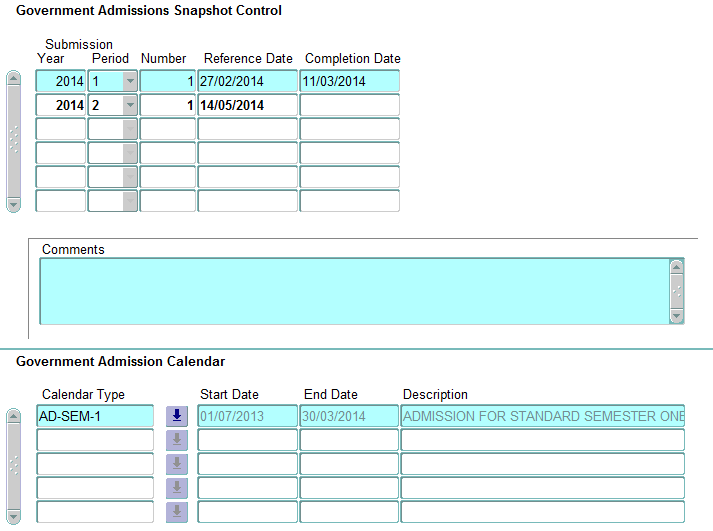 Government Admissions Snapshot Control
Submission
Year Period Number Reference Date Completion Date
2014 1 1 27/02/2014 11/03/2014
2014 2 1 14/05/2014
Comments
Government Admission Calendar
Calendar Type Start Date End Date Description
AD-SEM-1 01/07/2013 30/03/2014 ADMISSION FOR STANDARD SEMESTER ONE